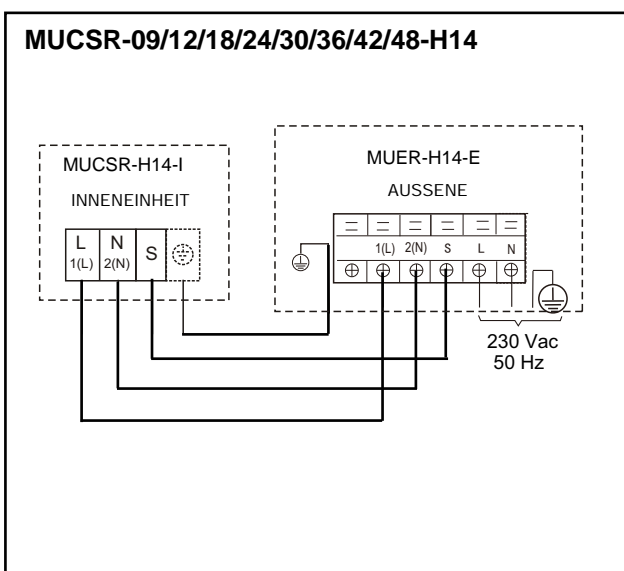 MUCSR-09/12/18/24/30/36/42/48-H14
MUCSR-H14-I
INNENEINHEIT
L N S
1(L) 2(N)
MUER-H14-E
AUSSENE
1(L) 2(N) S L N
230 Vac
50 Hz